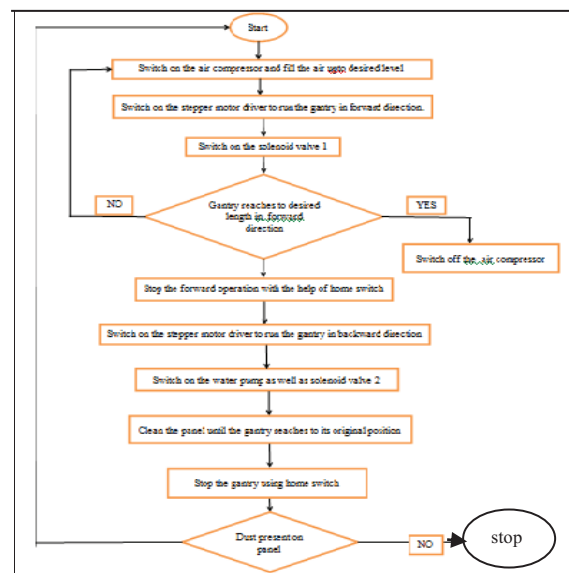 Start
Switch on the air compressor and fill the air upto desired level
Switch on the stepper motor driver to run the gantry in forward direction.
Switch on the solenoid valve 1
NO
Gantry reaches to desired
length in forward
direction
YES
Switch off the air compressor
Stop the forward operation with the help of home switch
Switch on the stepper motor driver to run the gantry in backward direction
Switch on the water pump as well as solenoid valve 2
Clean the panel until the gantry reaches to its original position
Stop the gantry using home switch
Dust present on
panel
NO
stop